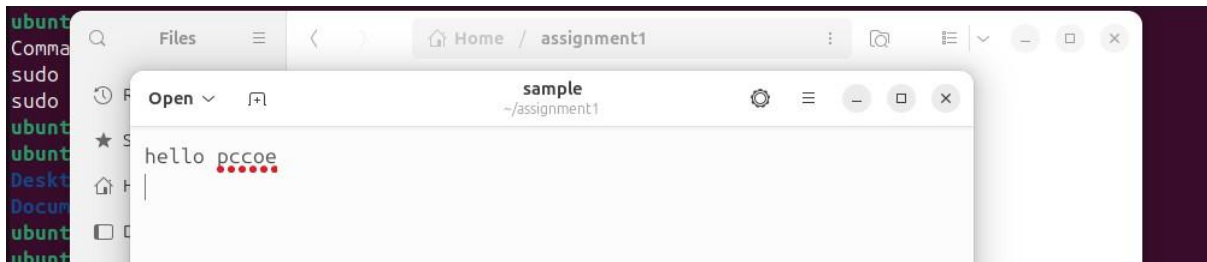 ubunt
Comma
sudo
sudo
ubunt
ubunt
Deskt
Docum
ubunt
ubunt
Files
Home / assignment1
R
S
H
D
Open
sample
~/assignment1
hello pccoe